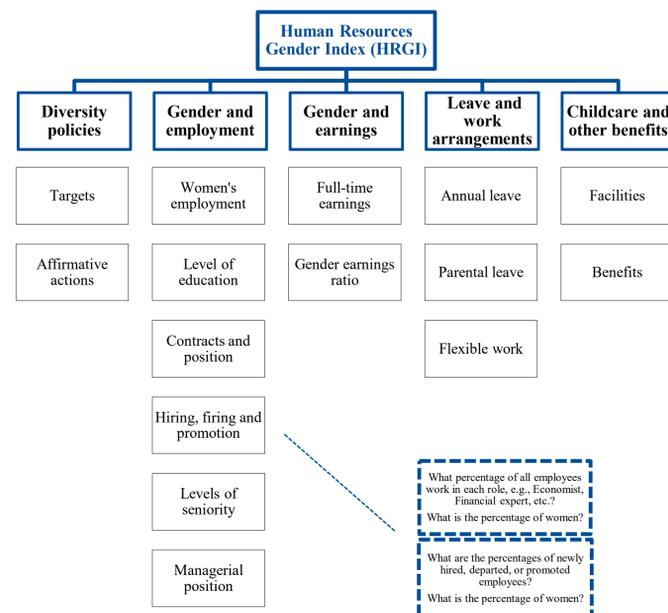 Human Resources
Gender Index (HRGI)
Diversity
policies
Gender and
employment
Gender and
earnings
Leave and
work
arrangements
Childcare and
other benefits
Targets
Women's
employment
Full-time
earnings
Annual leave
Facilities
Affirmative
actions
Level of
education
Gender earnings
ratio
Parental leave
Benefits
Contracts and
position
Flexible work
Hiring, firing and
promotion
Levels of
seniority
Managerial
position
What percentage of all employees
work in each role, e.g., Economist,
Financial expert, etc.?
What is the percentage of women?
What are the percentages of newly
hired, departed, or promoted
employees?
What is the percentage of women?